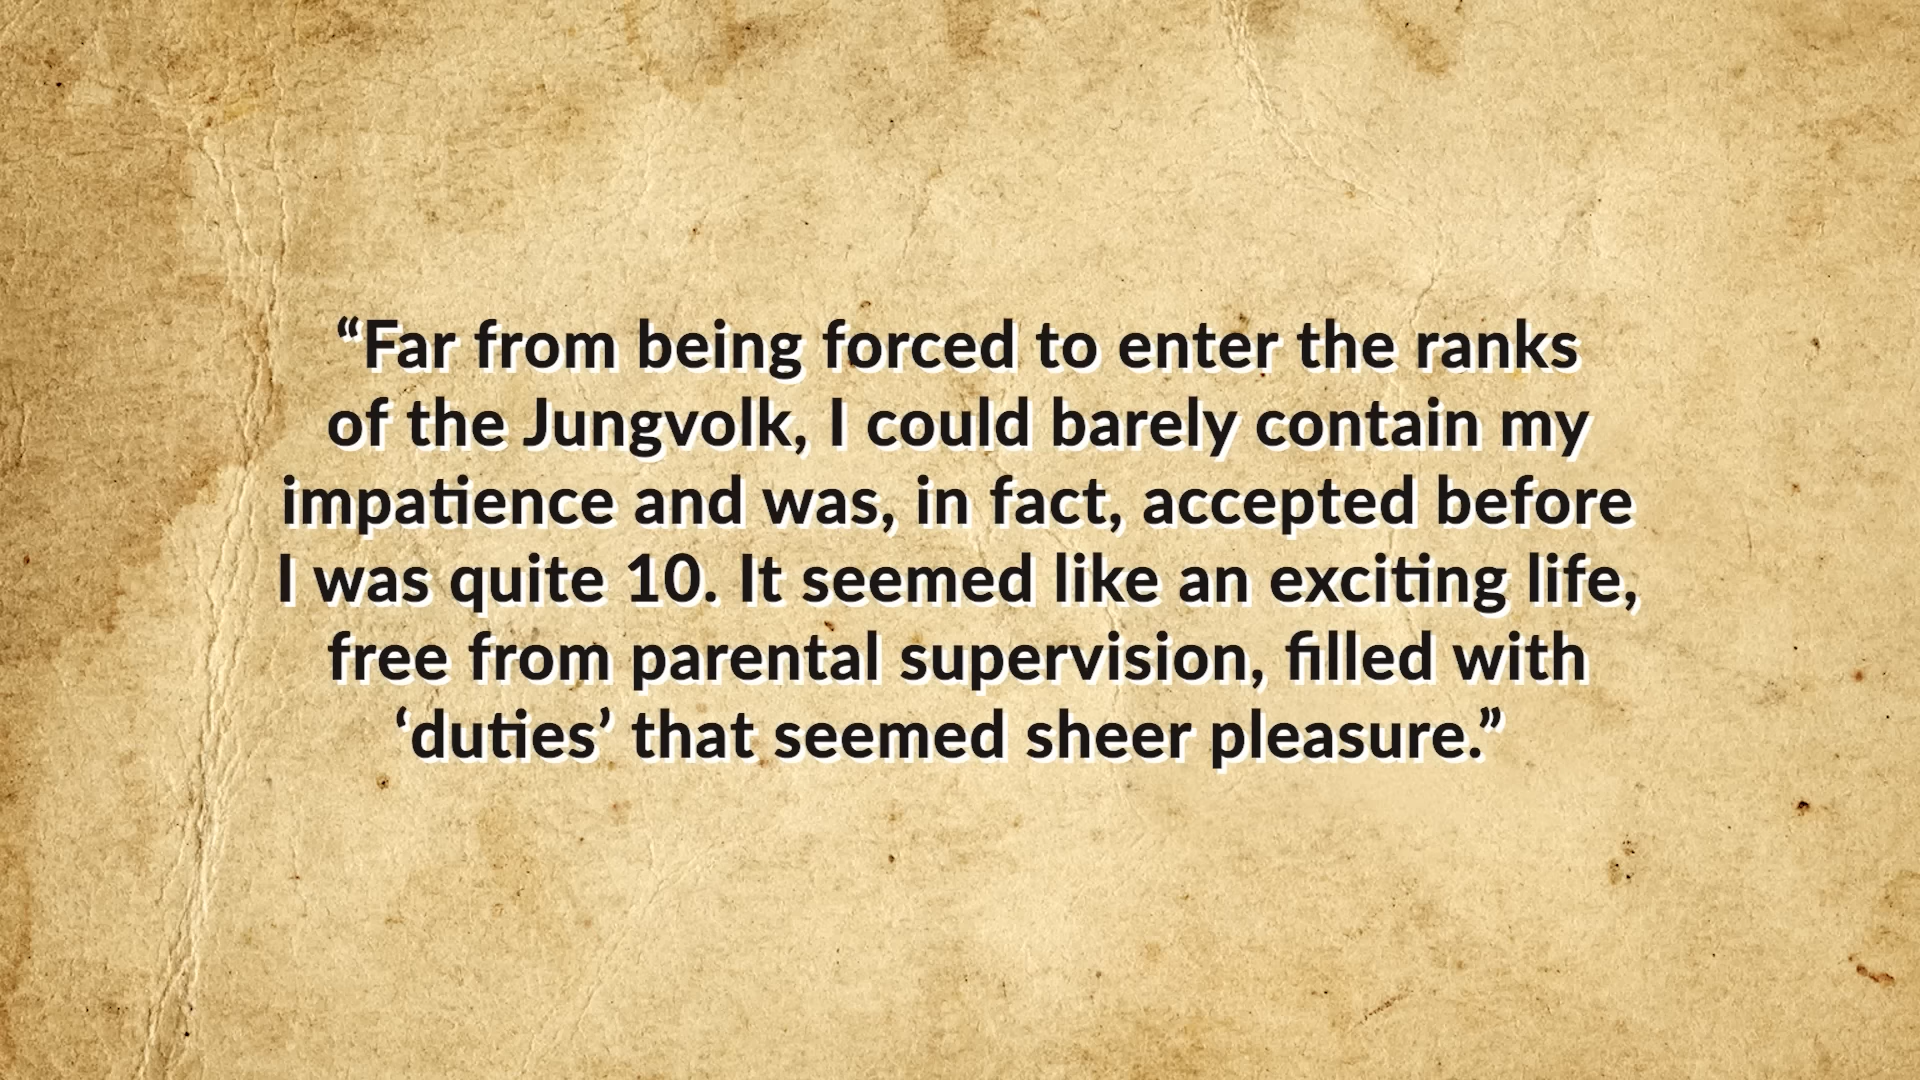 “Far from being forced to enter the ranks
of the Jungvolk, I could barely contain my
impatience and was, in fact, accepted before
I was quite 10. It seemed like an exciting life,
free from parental supervision, filled with
‘duties’ that seemed sheer pleasure.”